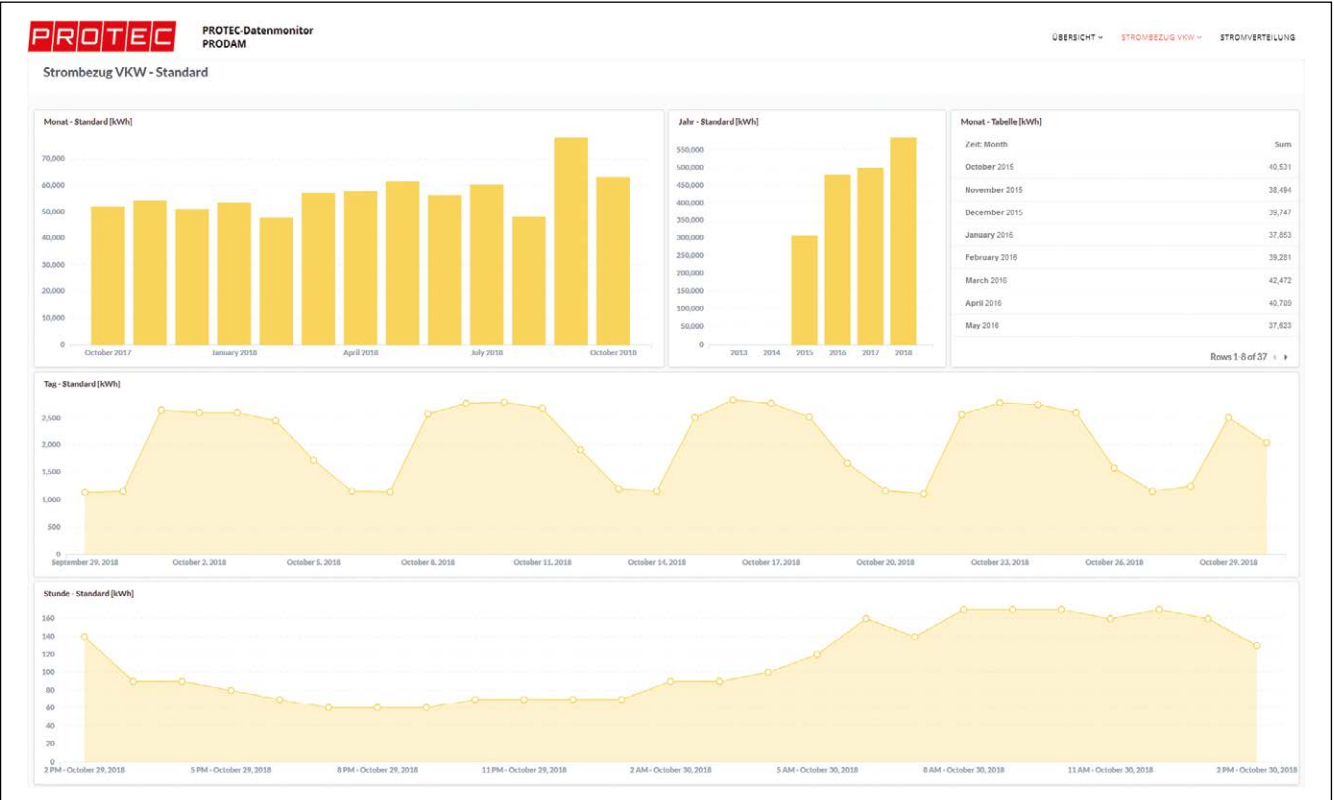 PROTEC
PROTEC-Datenmonitor
PRODAM
ÜBERSICHT
STROMBEZUG VKW
STROMVERTEILUNG
Strombezug VKW - Standard
Monat - Standard [kWh]
70,000
60,000
50,000
40,000
30,000
20,000
10,000
0
October 2017
January 2018
April 2018
July 2018
October 2018
Jahr - Standard [kWh]
550,000
500,000
450,000
400,000
350,000
300,000
250,000
200,000
150,000
100,000
50,000
0
2013
2014
2015
2016
2017
2018
Monat - Tabelle [kWh]
Zeit: Month Sum
October 2015 40,531
November 2015 38,494
December 2015 39,747
January 2016 37,853
February 2016 39,281
March 2016 42,472
April 2016 40,709
May 2016 37,623
Rows 1-8 of 37
Tag - Standard [kWh]
2,500
2,000
1,500
1,000
500
0
September 29, 2018
October 2, 2018
October 5, 2018
October 8, 2018
October 11, 2018
October 14, 2018
October 17, 2018
October 20, 2018
October 23, 2018
October 26, 2018
October 29, 2018
Stunde - Standard [kWh]
160
140
120
100
80
60
40
20
0
2 PM - October 29, 2018
5 PM - October 29, 2018
8 PM - October 29, 2018
11 PM - October 29, 2018
2 AM - October 30, 2018
5 AM - October 30, 2018
8 AM - October 30, 2018
11 AM - October 30, 2018
2 PM - October 30, 2018